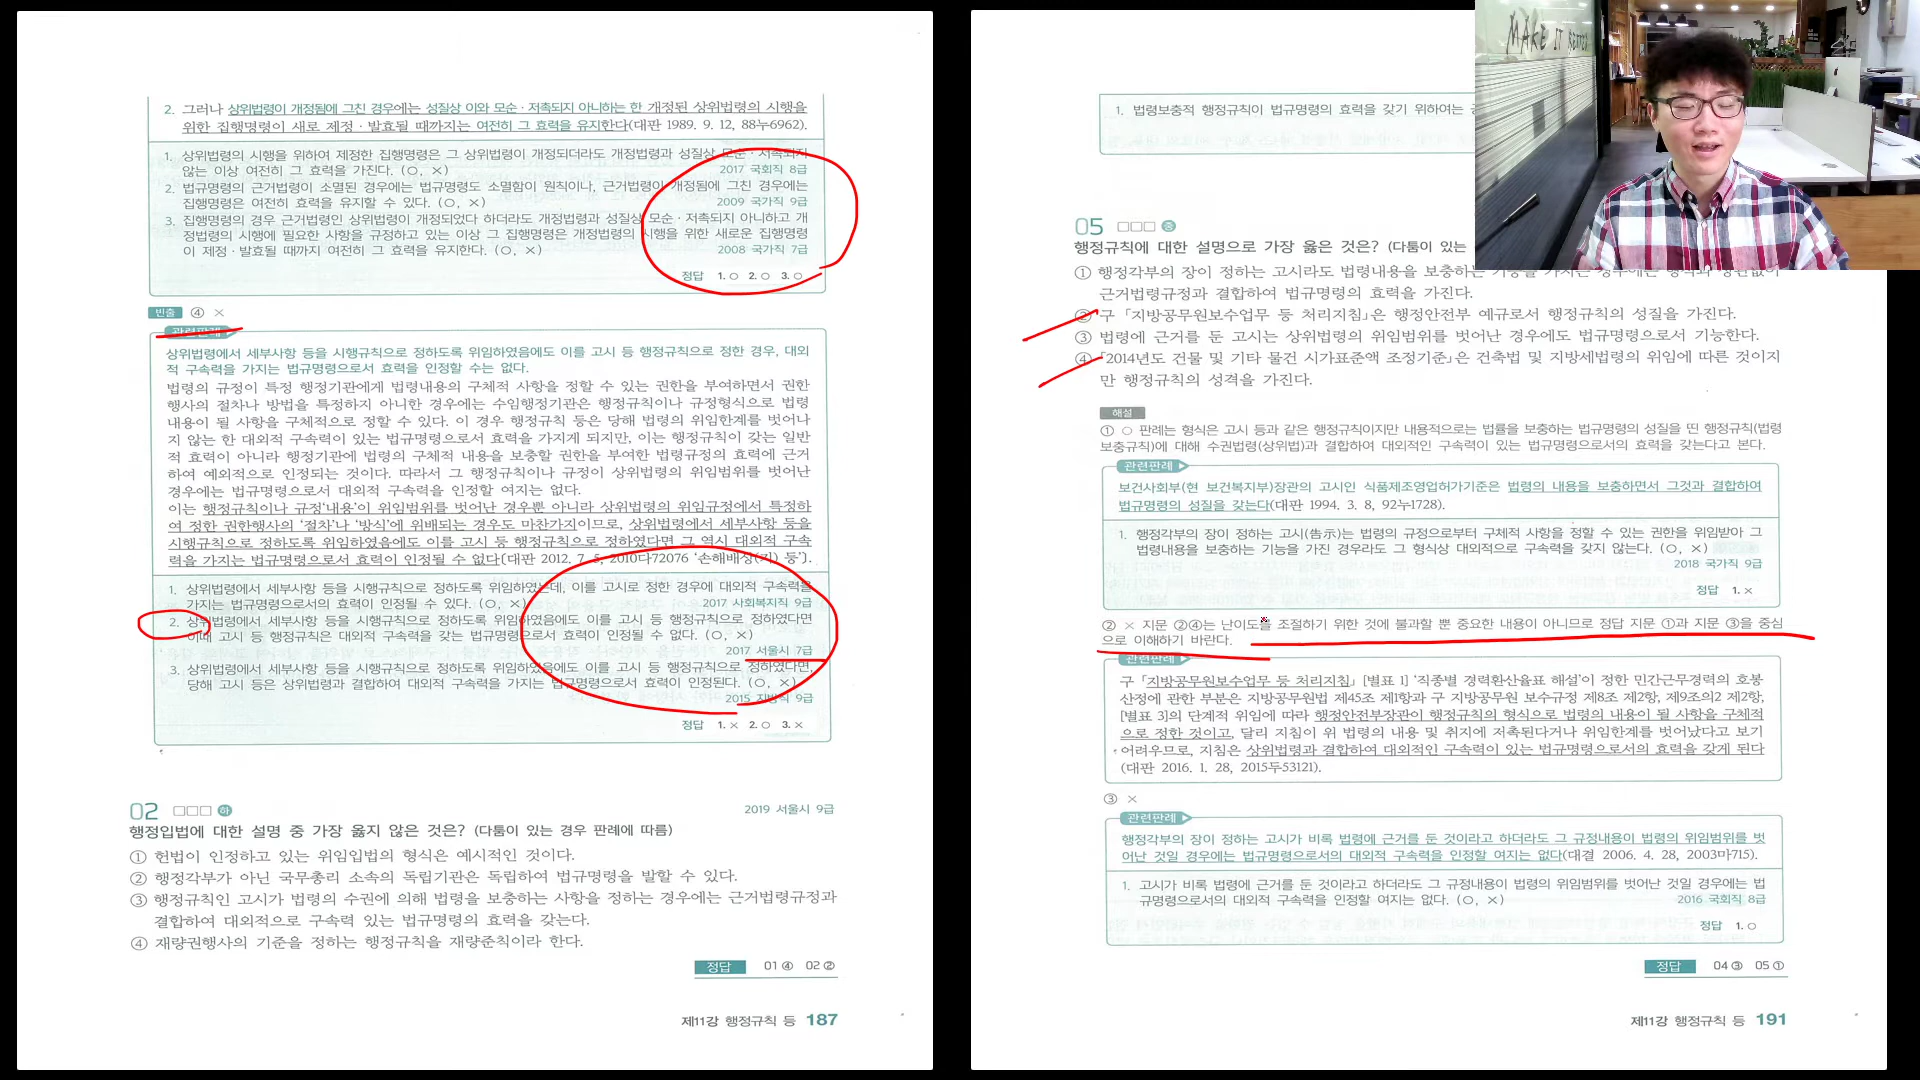 2. 그러나 상위법령이 개정됨에 그친 경우에는 성질상 이와 모순·저촉되지 아니하는 한 개정된 상위법령의 시행을
위한 집행명령이 새로 제정·발효될 때까지는 여전히 그 효력을 유지한다(대판 1989. 9. 12, 88누6962).
1. 상위법령의 시행을 위하여 제정한 집행명령은 그 상위법령이 개정되더라도 개정법령과 성질상 모순·저촉되지
않는 이상 여전히 그 효력을 가진다. (○, ×) 2017 국회직 8급
2. 법규명령의 근거법령이 소멸된 경우에는 법규명령도 소멸함이 원칙이나, 근거법령이 개정됨에 그친 경우에는
집행명령은 여전히 효력을 유지할 수 있다. (○, ×) 2009 국가직 9급
3. 집행명령의 경우 근거법령인 상위법령이 개정되었다 하더라도 개정법령과 성질상 모순·저촉되지 아니하고 개
정법령의 시행에 필요한 사항을 규정하고 있는 이상 그 집행명령은 개정법령의 시행을 위한 새로운 집행명령
이 제정·발효될 때까지 여전히 그 효력을 유지한다. (○, ×) 2008 국가직 7급
정답 1. ○ 2. ○ 3. ○
빈출 ④ ×
관련판례
상위법령에서 세부사항 등을 시행규칙으로 정하도록 위임하였음에도 이를 고시 등 행정규칙으로 정한 경우, 대외
적 구속력을 가지는 법규명령으로서 효력을 인정할 수는 없다.
법령의 규정이 특정 행정기관에게 법령내용의 구체적 사항을 정할 수 있는 권한을 부여하면서 권한
행사의 절차나 방법을 특정하지 아니한 경우에는 수임행정기관은 행정규칙이나 규정형식으로 법령
내용이 될 사항을 구체적으로 정할 수 있다. 이 경우 행정규칙 등은 당해 법령의 위임한계를 벗어나
지 않는 한 대외적 구속력이 있는 법규명령으로서 효력을 가지게 되지만, 이는 행정규칙이 갖는 일반
적 효력이 아니라 행정기관에 법령의 구체적 내용을 보충할 권한을 부여한 법령규정의 효력에 근거
하여 예외적으로 인정되는 것이다. 따라서 그 행정규칙이나 규정이 상위법령의 위임범위를 벗어난
경우에는 법규명령으로서 대외적 구속력을 인정할 여지는 없다.
이는 행정규칙이나 규정‘내용’이 위임범위를 벗어난 경우뿐 아니라 상위법령의 위임규정에서 특정하
여 정한 권한행사의 ‘절차’나 ‘방식’에 위배되는 경우도 마찬가지이므로, 상위법령에서 세부사항 등을
시행규칙으로 정하도록 위임하였음에도 이를 고시 등 행정규칙으로 정하였다면 그 역시 대외적 구속
력을 가지는 법규명령으로서 효력이 인정될 수 없다(대판 2012. 7. 5, 2010다72076 ‘손해배상(기) 등’).
1. 상위법령에서 세부사항 등을 시행규칙으로 정하도록 위임하였는데, 이를 고시로 정한 경우에 대외적 구속력을
가지는 법규명령으로서의 효력이 인정될 수 있다. (○, ×) 2017 사회복지직 9급
2. 상위법령에서 세부사항 등을 시행규칙으로 정하도록 위임하였음에도 이를 고시 등 행정규칙으로 정하였다면
이때 고시 등 행정규칙은 대외적 구속력을 갖는 법규명령으로서 효력이 인정될 수 없다. (○, ×)
2017 서울시 7급
3. 상위법령에서 세부사항 등을 시행규칙으로 정하도록 위임하였음에도 이를 고시 등 행정규칙으로 정하였다면,
당해 고시 등은 상위법령과 결합하여 대외적 구속력을 가지는 법규명령으로서 효력이 인정된다. (○, ×)
2015 지방직 9급
정답 1. × 2. ○ 3. ×
02 □□□ 하 2019 서울시 9급
행정입법에 대한 설명 중 가장 옳지 않은 것은? (다툼이 있는 경우 판례에 따름)
① 헌법이 인정하고 있는 위임입법의 형식은 예시적인 것이다.
② 행정각부가 아닌 국무총리 소속의 독립기관은 독립하여 법규명령을 발할 수 있다.
③ 행정규칙인 고시가 법령의 수권에 의해 법령을 보충하는 사항을 정하는 경우에는 근거법령규정과
결합하여 대외적으로 구속력 있는 법규명령의 효력을 갖는다.
④ 재량권행사의 기준을 정하는 행정규칙을 재량준칙이라 한다.
정답 01 ④ 02 ②
제11강 행정규칙 등 187
1. 법령보충적 행정규칙이 법규명령의 효력을 갖기 위하여는
05 □□□ 중
행정규칙에 대한 설명으로 가장 옳은 것은? (다툼이 있는
① 행정각부의 장이 정하는 고시라도 법령내용을 보충하는 기능을 가지는 경우에는 형식과 상관없이
근거법령규정과 결합하여 법규명령의 효력을 가진다.
② 구 「지방공무원보수업무 등 처리지침」은 행정안전부 예규로서 행정규칙의 성질을 가진다.
③ 법령에 근거를 둔 고시는 상위법령의 위임범위를 벗어난 경우에도 법규명령으로서 기능한다.
④ 「2014년도 건물 및 기타 물건 시가표준액 조정기준」은 건축법 및 지방세법령의 위임에 따른 것이지
만 행정규칙의 성격을 가진다.
해설
① ○ 판례는 형식은 고시 등과 같은 행정규칙이지만 내용적으로는 법률을 보충하는 법규명령의 성질을 띤 행정규칙(법령
보충규칙)에 대해 수권법령(상위법)과 결합하여 대외적인 구속력이 있는 법규명령으로서의 효력을 갖는다고 본다.
관련판례
보건사회부(현 보건복지부)장관의 고시인 식품제조영업허가기준은 법령의 내용을 보충하면서 그것과 결합하여
법규명령의 성질을 갖는다(대판 1994. 3. 8, 92누1728).
1. 행정각부의 장이 정하는 고시(告示)는 법령의 규정으로부터 구체적 사항을 정할 수 있는 권한을 위임받아 그
법령내용을 보충하는 기능을 가진 경우라도 그 형식상 대외적으로 구속력을 갖지 않는다. (○, ×)
2018 국가직 9급
정답 1. ×
② × 지문 ②④는 난이도를 조절하기 위한 것에 불과할 뿐 중요한 내용이 아니므로 정답 지문 ①과 지문 ③을 중심
으로 이해하기 바란다.
관련판례
구 「지방공무원보수업무 등 처리지침」 [별표 1] ‘직종별 경력환산율표 해설’이 정한 민간근무경력의 호봉
산정에 관한 부분은 지방공무원법 제45조 제1항과 구 지방공무원 보수규정 제8조 제2항, 제9조의2 제2항,
[별표 3]의 단계적 위임에 따라 행정안전부장관이 행정규칙의 형식으로 법령의 내용이 될 사항을 구체적
으로 정한 것이고, 달리 지침이 위 법령의 내용 및 취지에 저촉된다거나 위임한계를 벗어났다고 보기
어려우므로, 지침은 상위법령과 결합하여 대외적인 구속력이 있는 법규명령으로서의 효력을 갖게 된다
(대판 2016. 1. 28, 2015두53121).
③ ×
관련판례
행정각부의 장이 정하는 고시가 비록 법령에 근거를 둔 것이라고 하더라도 그 규정내용이 법령의 위임범위를 벗
어난 것일 경우에는 법규명령으로서의 대외적 구속력을 인정할 여지는 없다(대결 2006. 4. 28, 2003마715).
1. 고시가 비록 법령에 근거를 둔 것이라고 하더라도 그 규정내용이 법령의 위임범위를 벗어난 것일 경우에는 법
규명령으로서의 대외적 구속력을 인정할 여지는 없다. (○, ×) 2016 국회직 8급
정답 1. ○
정답 04 ③ 05 ①
제11강 행정규칙 등 191
MAKE IT BETTER